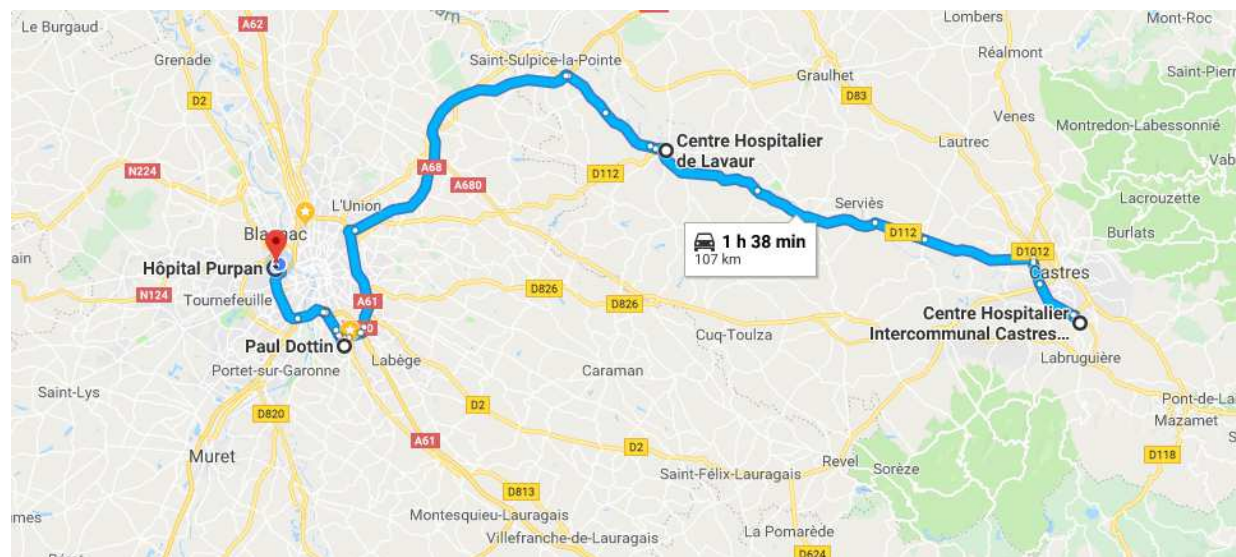 Le Burgaud
A62
Lombers
Mont-Roc
Grenade
Saint-Sulpice-la-Pointe
Réalmont
Saint-Pier
Graulhet
D2
D83
Venes
Montredon-Labessonnié
Centre Hospitalier
de Lavaur
Lautrec
N224
A68
D112
A680
L'Union
Lacrouzette
Serviès
D112
Burlats
1 h 38 min
107 km
D1012
Castres
Hôpital Purpan
N124
Tournefeuille
A61
D826
D826
Centre Hospitalier
Intercommunal Castres...
Cuq-Toulza
Paul Dottin
Labège
Labruguière
Portet-sur-Garonne
Caraman
Saint-Lys
D2
Pont-de-La
Mazamet
D820
A61
D2
D118
Muret
Revel
Sorèze
Saint-Félix-Lauragais
D813
Montesquieu-Lauragais
Villefranche-de-Lauragais
La Pomarède
D624